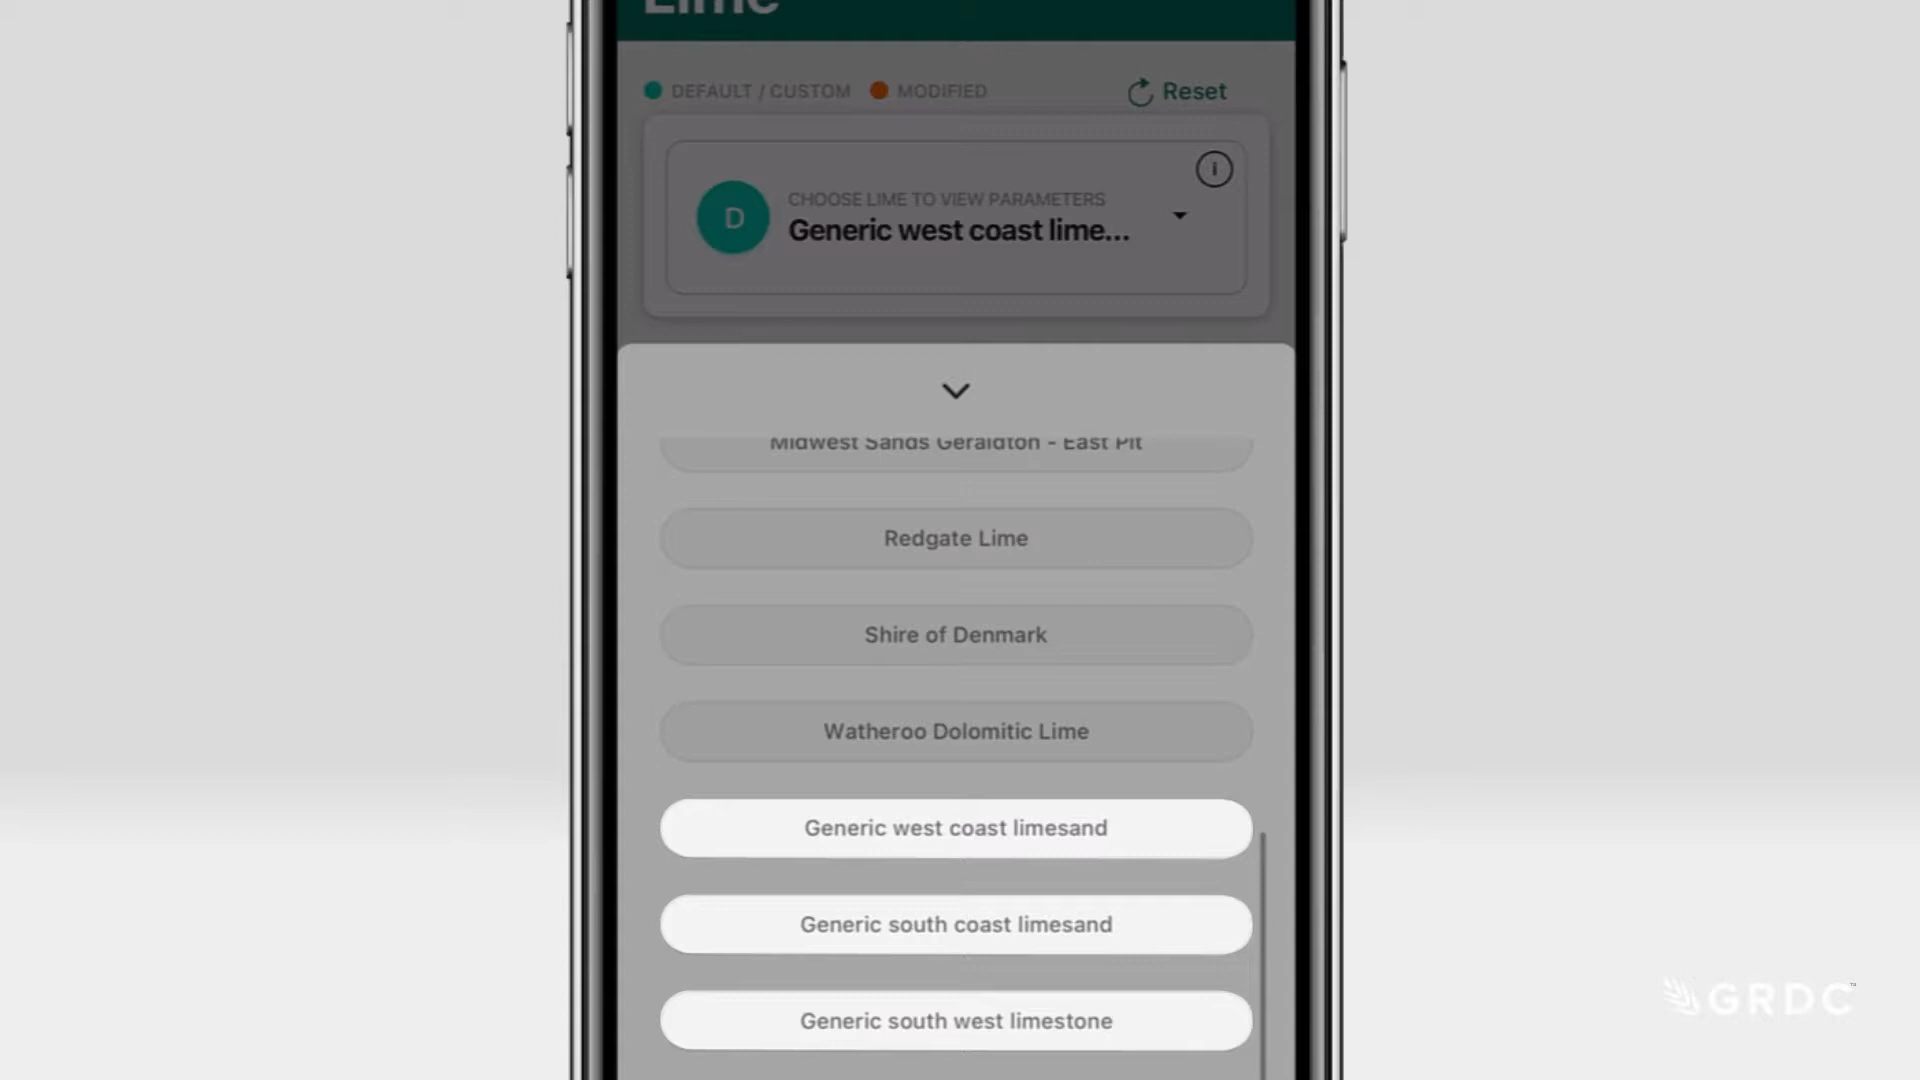 Lime
DEFAULT / CUSTOM
MODIFIED
Reset
D
CHOOSE LIME TO VIEW PARAMETERS
Generic west coast lime...
i
Midwest Sands Geraldton - East Pit
Redgate Lime
Shire of Denmark
Watheroo Dolomitic Lime
Generic west coast limesand
Generic south coast limesand
Generic south west limestone
GRDC™